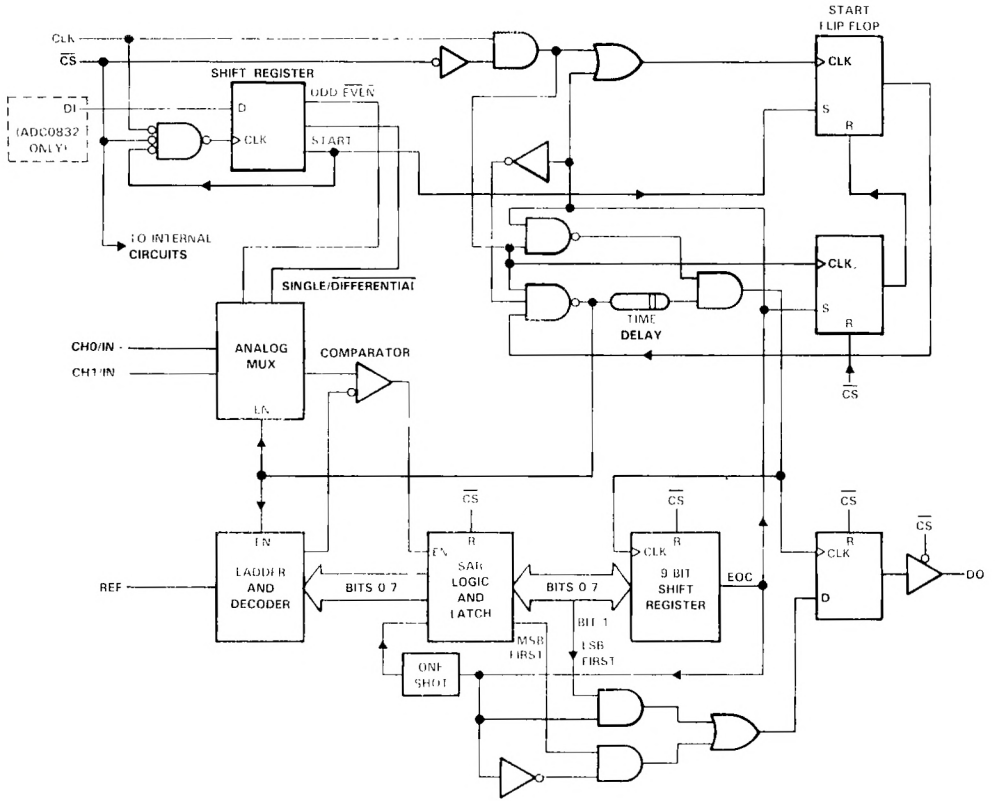 START
FLIP FLOP
CLK
CS
SHIFT REGISTER
ODD EVEN
DI
D
CLK
START
(ADC0832
ONLY)
CLK
S
R
TO INTERNAL
CIRCUITS
SINGLE/DIFFERENTIAL
CLK
S
R
CS
TIME
DELAY
CH0/IN
CH1/IN
ANALOG
MUX
EN
COMPARATOR
CS
CS
CS
CS
REF
EN
LADDER
AND
DECODER
BITS 0 7
EN
R
SAR
LOGIC
AND
LATCH
BITS 0 7
CLK
R
9 BIT
SHIFT
REGISTER
EOC
R
CLK
D
DO
BIT 1
MSB
FIRST
LSB
FIRST
ONE
SHOT